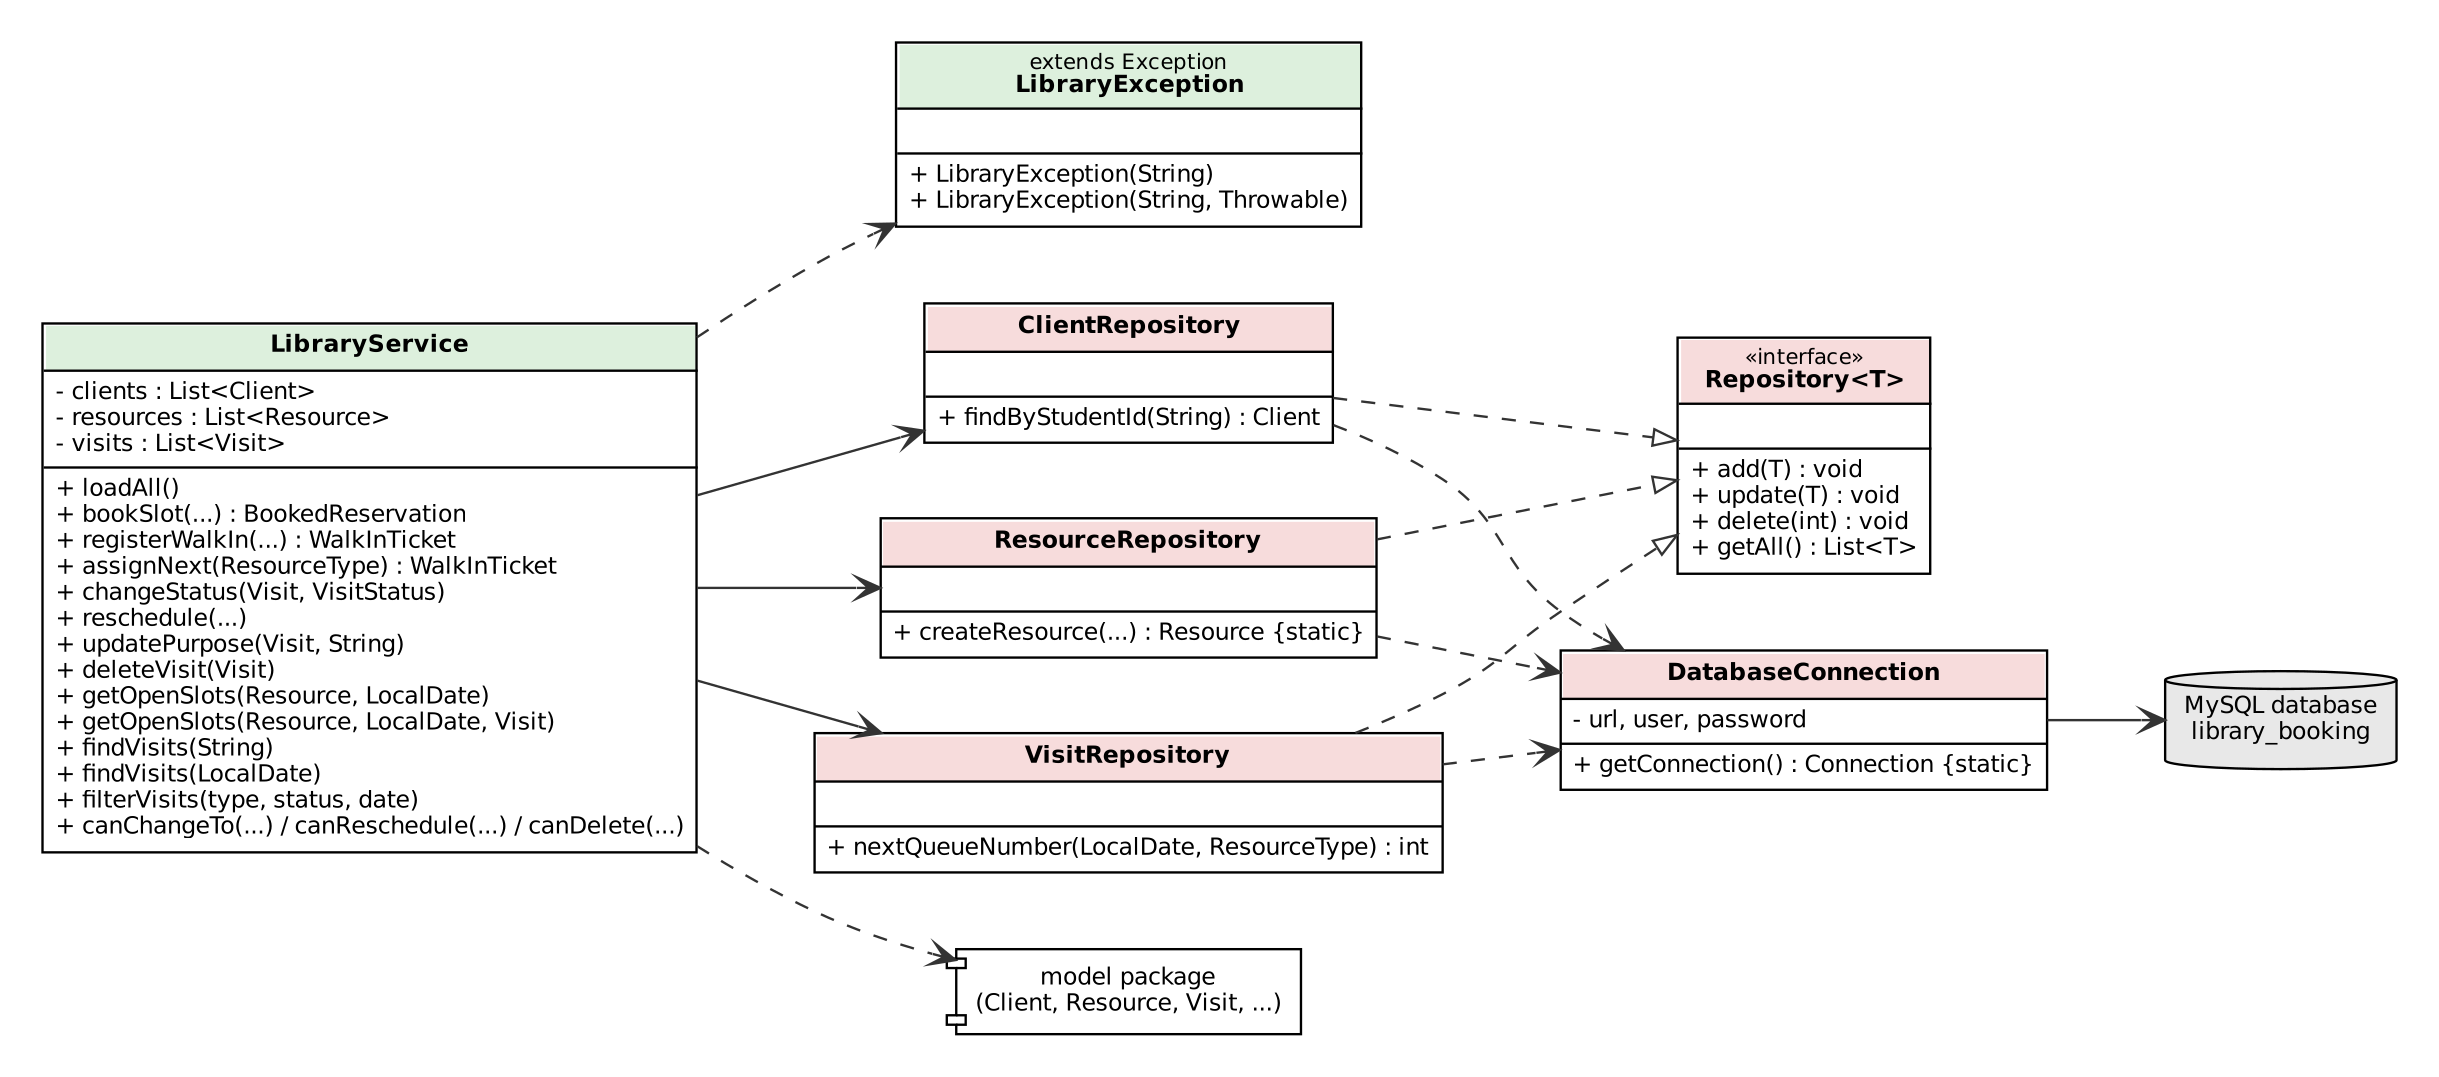 extends Exception
LibraryException
+ LibraryException(String)
+ LibraryException(String, Throwable)
LibraryService
- clients : List<Client>
- resources : List<Resource>
- visits : List<Visit>
+ loadAll()
+ bookSlot(...) : BookedReservation
+ registerWalkIn(...) : WalkInTicket
+ assignNext(ResourceType) : WalkInTicket
+ changeStatus(Visit, VisitStatus)
+ reschedule(...)
+ updatePurpose(Visit, String)
+ deleteVisit(Visit)
+ getOpenSlots(Resource, LocalDate)
+ getOpenSlots(Resource, LocalDate, Visit)
+ findVisits(String)
+ findVisits(LocalDate)
+ filterVisits(type, status, date)
+ canChangeTo(...) / canReschedule(...) / canDelete(...)
ClientRepository
+ findByStudentId(String) : Client
ResourceRepository
+ createResource(...) : Resource {static}
VisitRepository
+ nextQueueNumber(LocalDate, ResourceType) : int
model package
(Client, Resource, Visit, ...)
«interface»
Repository<T>
+ add(T) : void
+ update(T) : void
+ delete(int) : void
+ getAll() : List<T>
DatabaseConnection
- url, user, password
+ getConnection() : Connection {static}
MySQL database
library_booking